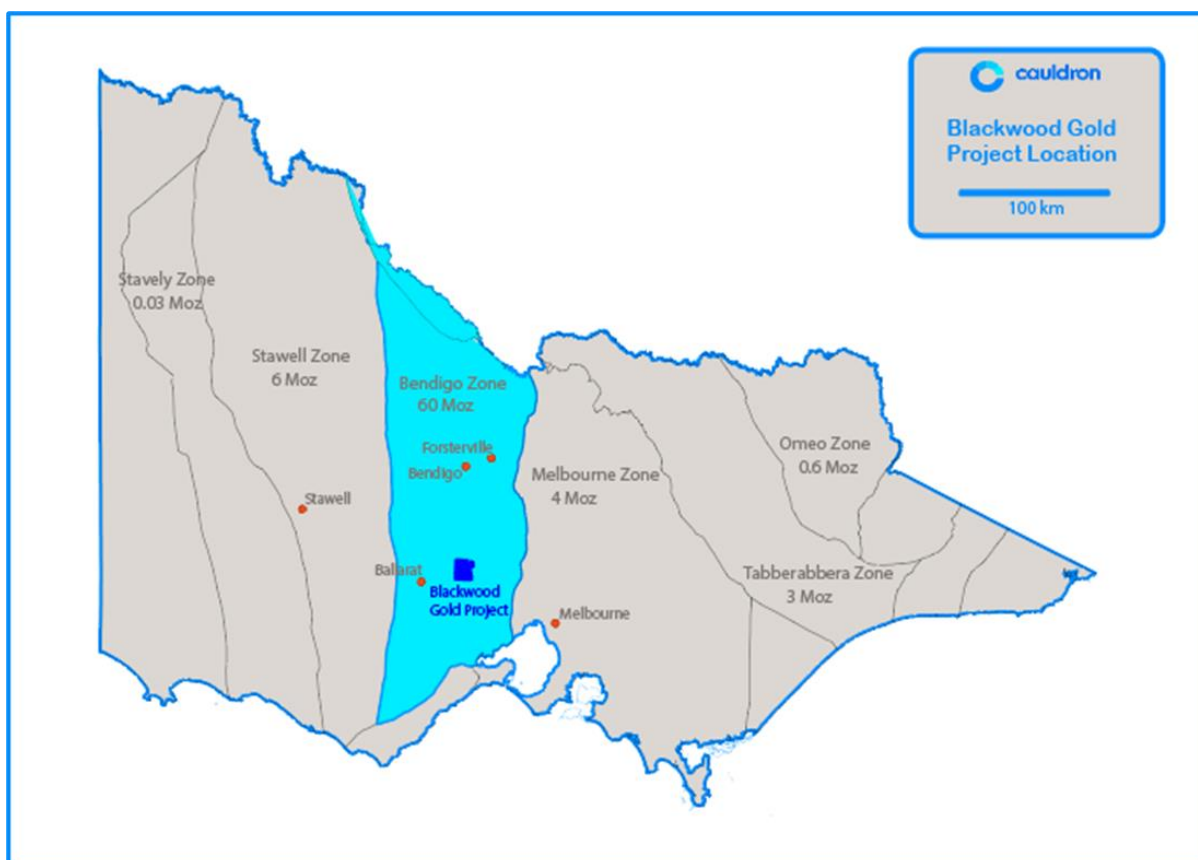 cauldron
Blackwood Gold
Project Location
100 km
Stavely Zone
0.03 Moz
Stawell Zone
6 Moz
Bendigo Zone
60 Moz
Forsterville
Bendigo
Melbourne Zone
4 Moz
Omeo Zone
0.6 Moz
Stawell
Ballarat
Blackwood
Gold Project
Tabberabbera Zone
3 Moz
Melbourne